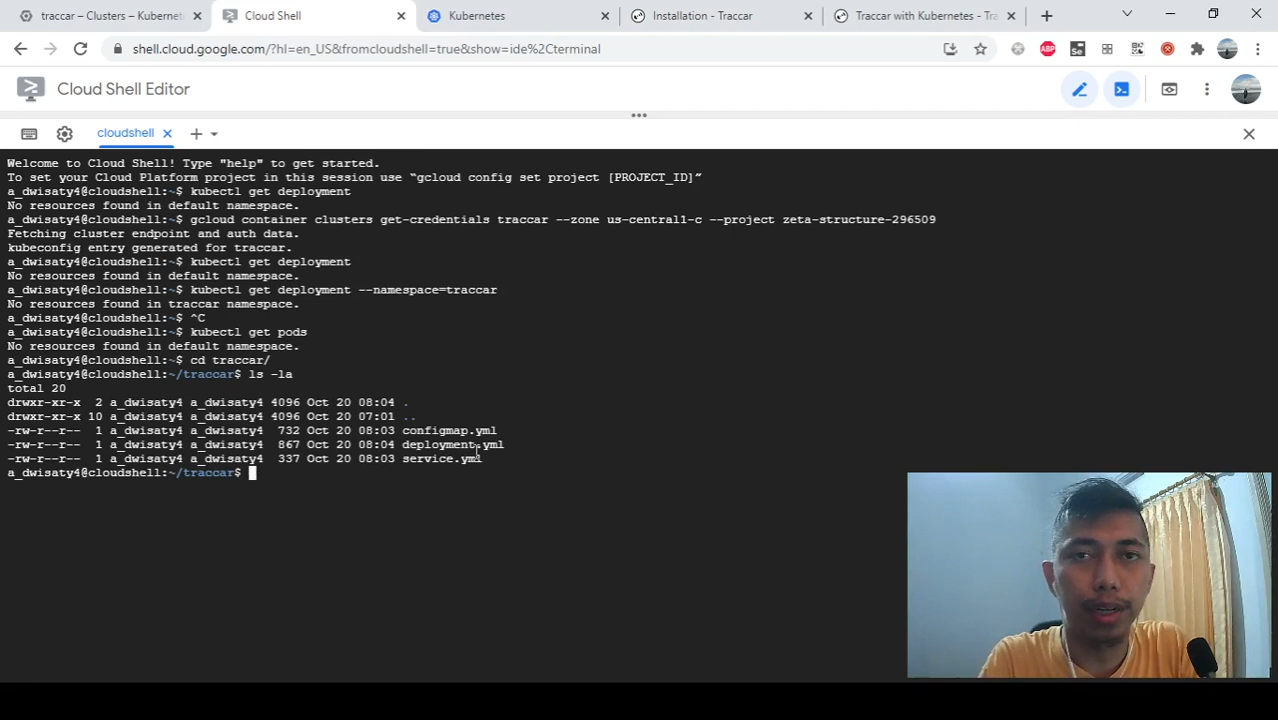 traccar – Clusters – Kubernet
Cloud Shell
Kubernetes
Installation - Traccar
Traccar with Kubernetes - Tra
shell.cloud.google.com/?hl=en_US&fromcloudshell=true&show=ide%2Cterminal
ABP
Se
Cloud Shell Editor
cloudshell
Welcome to Cloud Shell! Type "help" to get started.
To set your Cloud Platform project in this session use “gcloud config set project [PROJECT_ID]”
a_dwisaty4@cloudshell:~$ kubectl get deployment
No resources found in default namespace.
a_dwisaty4@cloudshell:~$ gcloud container clusters get-credentials traccar --zone us-central1-c --project zeta-structure-296509
Fetching cluster endpoint and auth data.
kubeconfig entry generated for traccar.
a_dwisaty4@cloudshell:~$ kubectl get deployment
No resources found in default namespace.
a_dwisaty4@cloudshell:~$ kubectl get deployment --namespace=traccar
No resources found in traccar namespace.
a_dwisaty4@cloudshell:~$ ^C
a_dwisaty4@cloudshell:~$ kubectl get pods
No resources found in default namespace.
a_dwisaty4@cloudshell:~$ cd traccar/
a_dwisaty4@cloudshell:~/traccar$ ls -la
total 20
drwxr-xr-x  2 a_dwisaty4 a_dwisaty4 4096 Oct 20 08:04 .
drwxr-xr-x 10 a_dwisaty4 a_dwisaty4 4096 Oct 20 07:01 ..
-rw-r--r--  1 a_dwisaty4 a_dwisaty4  732 Oct 20 08:03 configmap.yml
-rw-r--r--  1 a_dwisaty4 a_dwisaty4  867 Oct 20 08:04 deployment.yml
-rw-r--r--  1 a_dwisaty4 a_dwisaty4  337 Oct 20 08:03 service.yml
a_dwisaty4@cloudshell:~/traccar$